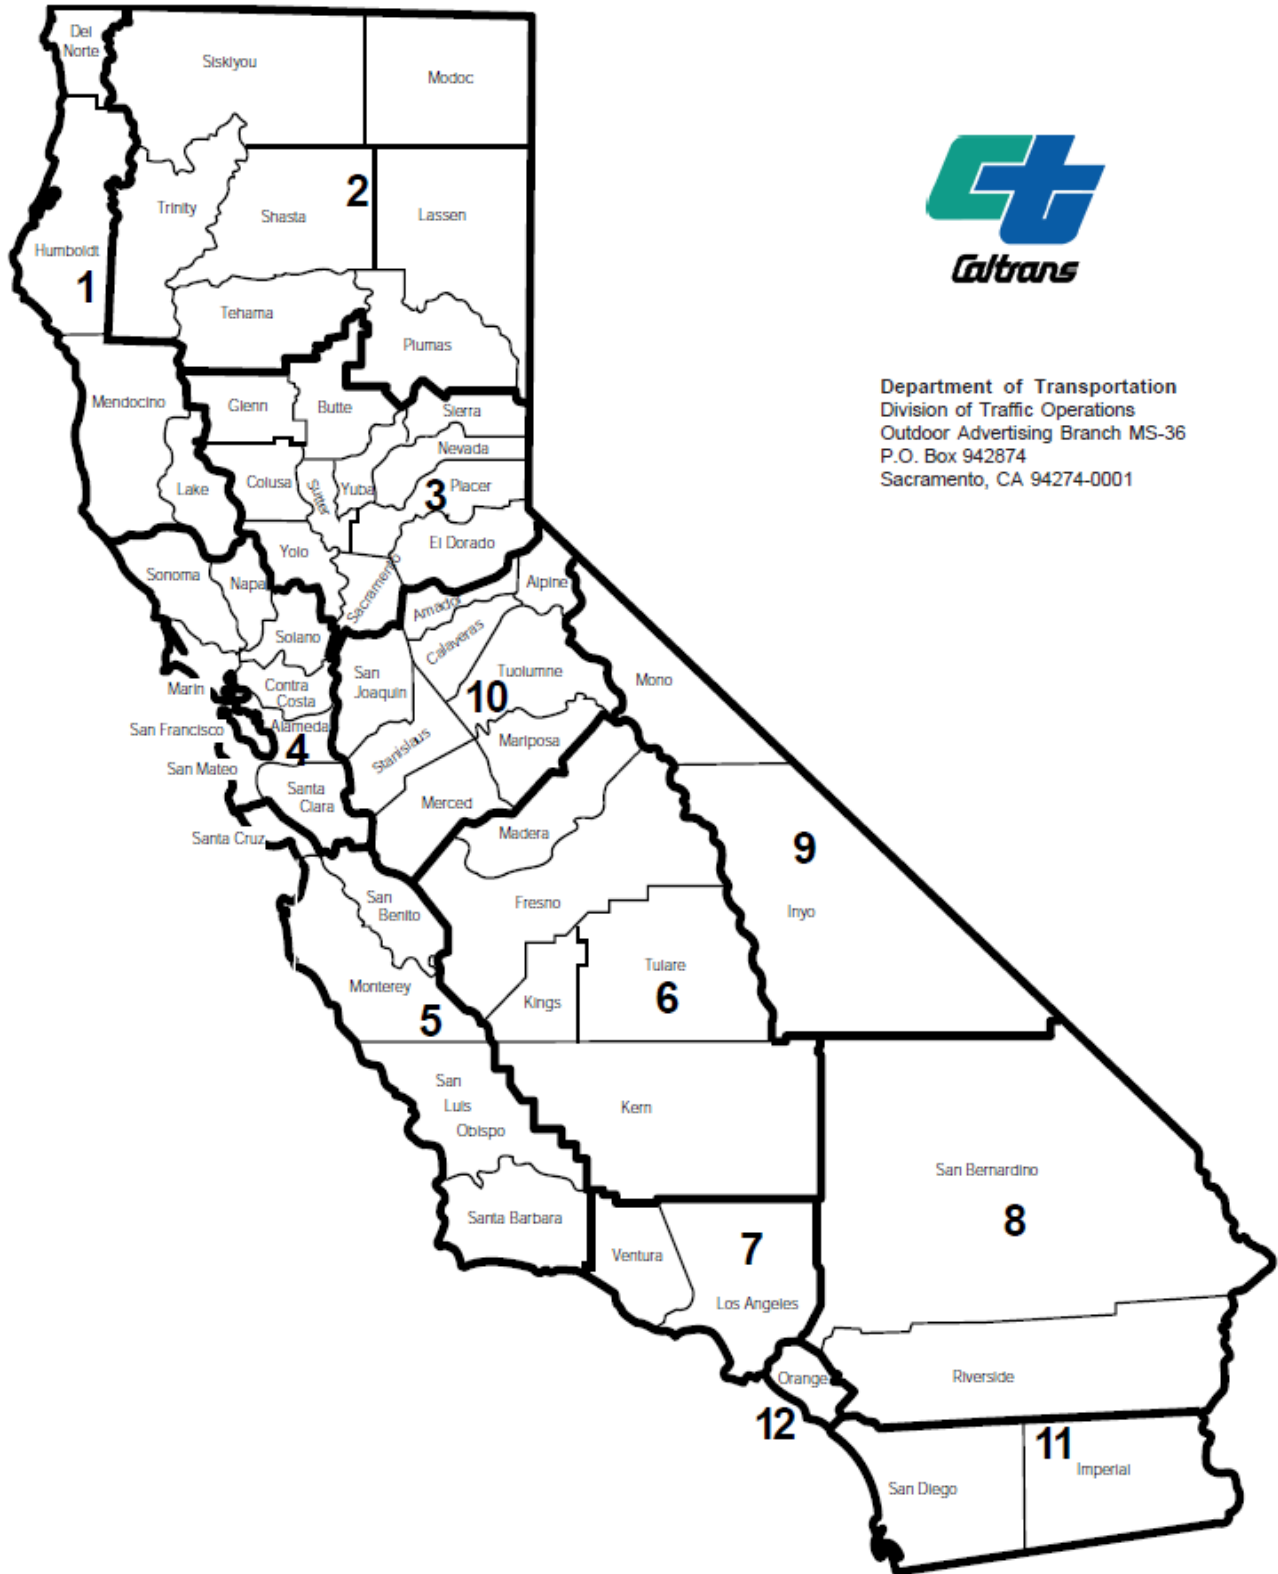 Del
Norte
Siskiyou
Modoc
Trinity
Shasta
2
Lassen
Humboldt
1
Tehama
Plumas
Mendocino
Glenn
Butte
Sierra
Nevada
Lake
Colusa
Sutter
Yuba
3
Placer
Yolo
El Dorado
Sonoma
Napa
Sacramento
Alpine
Amador
Solano
Calaveras
San
Joaquin
Tuolumne
Mono
Marin
Contra
Costa
10
San Francisco
Alameda
4
Stanislaus
Mariposa
San Mateo
Santa
Clara
Merced
Santa Cruz
Madera
9
San
Benito
Fresno
Inyo
Monterey
Tulare
Kings
6
5
San
Luis
Obispo
Kern
San Bernardino
8
Santa Barbara
Ventura
7
Los Angeles
Orange
Riverside
12
11
Imperial
San Diego
Ct
Caltrans
Department of Transportation
Division of Traffic Operations
Outdoor Advertising Branch MS-36
P.O. Box 942874
Sacramento, CA 94274-0001